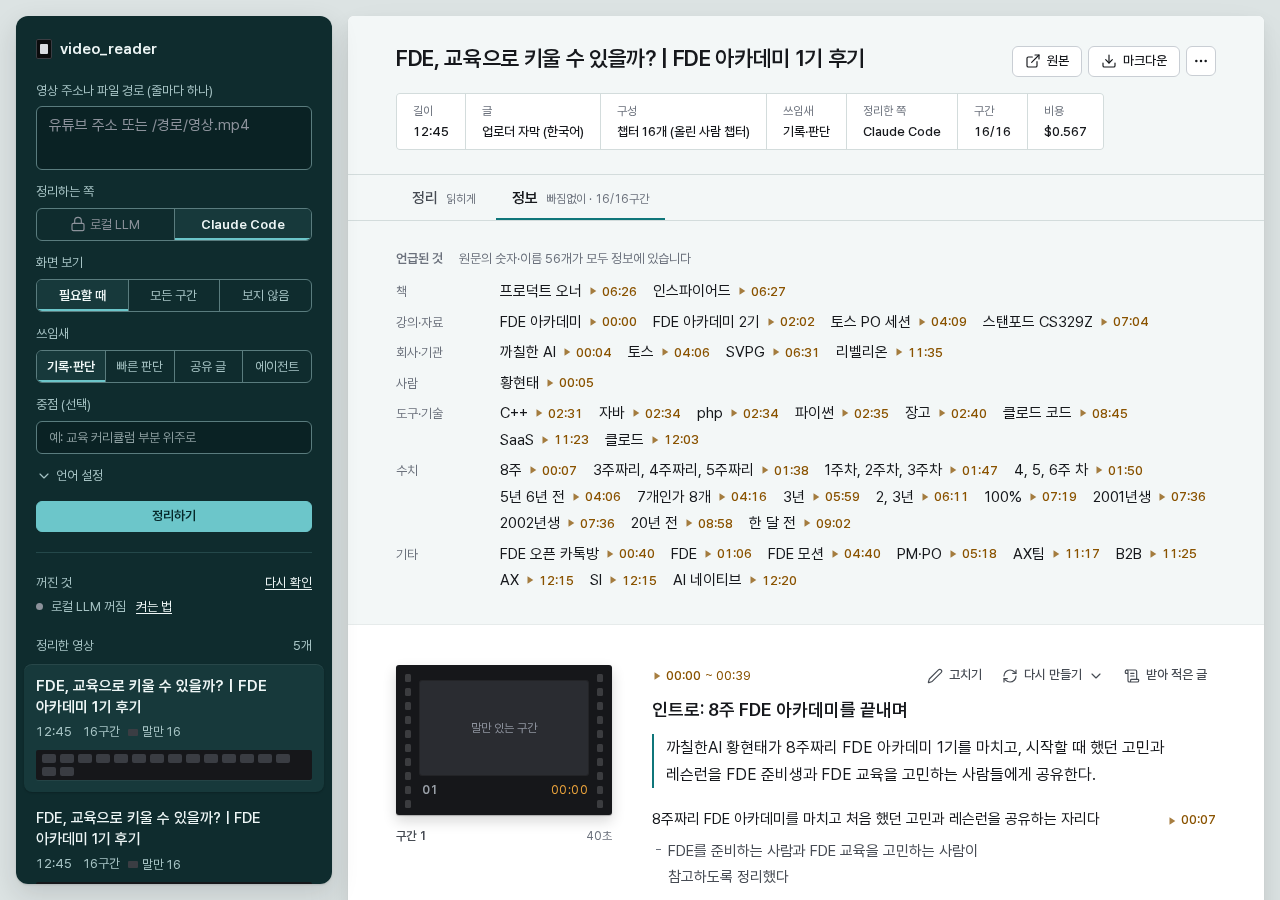 video_reader
영상 주소나 파일 경로 (줄마다 하나)
유튜브 주소 또는 /경로/영상.mp4
정리하는 쪽
로컬 LLM
Claude Code
화면 보기
필요할 때
모든 구간
보지 않음
쓰임새
기록·판단
빠른 판단
공유 글
에이전트
중점 (선택)
예: 교육 커리큘럼 부분 위주로
언어 설정
정리하기
꺼진 것
다시 확인
로컬 LLM 꺼짐 켜는 법
정리한 영상
5개
FDE, 교육으로 키울 수 있을까? | FDE
아카데미 1기 후기
12:45 16구간 말만 16
FDE, 교육으로 키울 수 있을까? | FDE
아카데미 1기 후기
12:45 16구간 말만 16
FDE, 교육으로 키울 수 있을까? | FDE 아카데미 1기 후기
원본
마크다운
길이
12:45
글
업로더 자막 (한국어)
구성
챕터 16개 (올린 사람 챕터)
쓰임새
기록·판단
정리한 쪽
Claude Code
구간
16/16
비용
$0.567
정리 읽히게
정보 빠짐없이 · 16/16구간
언급된 것 원문의 숫자·이름 56개가 모두 정보에 있습니다
책
프로덕트 오너 06:26 인스파이어드 06:27
강의·자료
FDE 아카데미 00:00 FDE 아카데미 2기 02:02 토스 PO 세션 04:09 스탠포드 CS329Z 07:04
회사·기관
까칠한 AI 00:04 토스 04:06 SVPG 06:31 리벨리온 11:35
사람
황현태 00:05
도구·기술
C++ 02:31 자바 02:34 php 02:34 파이썬 02:35 장고 02:40 클로드 코드 08:45
SaaS 11:23 클로드 12:03
수치
8주 00:07 3주짜리, 4주짜리, 5주짜리 01:38 1주차, 2주차, 3주차 01:47 4, 5, 6주 차 01:50
5년 6년 전 04:06 7개인가 8개 04:16 3년 05:59 2, 3년 06:11 100% 07:19 2001년생 07:36
2002년생 07:36 20년 전 08:58 한 달 전 09:02
기타
FDE 오픈 카톡방 00:40 FDE 01:06 FDE 모션 04:40 PM·PO 05:18 AX팀 11:17 B2B 11:25
AX 12:15 SI 12:15 AI 네이티브 12:20
말만 있는 구간
01 00:00
구간 1
40초
00:00 ~ 00:39
고치기
다시 만들기
받아 적은 글
인트로: 8주 FDE 아카데미를 끝내며
까칠한AI 황현태가 8주짜리 FDE 아카데미 1기를 마치고, 시작할 때 했던 고민과
레슨런을 FDE 준비생과 FDE 교육을 고민하는 사람들에게 공유한다.
8주짜리 FDE 아카데미를 마치고 처음 했던 고민과 레슨런을 공유하는 자리다 00:07
– FDE를 준비하는 사람과 FDE 교육을 고민하는 사람이
참고하도록 정리했다